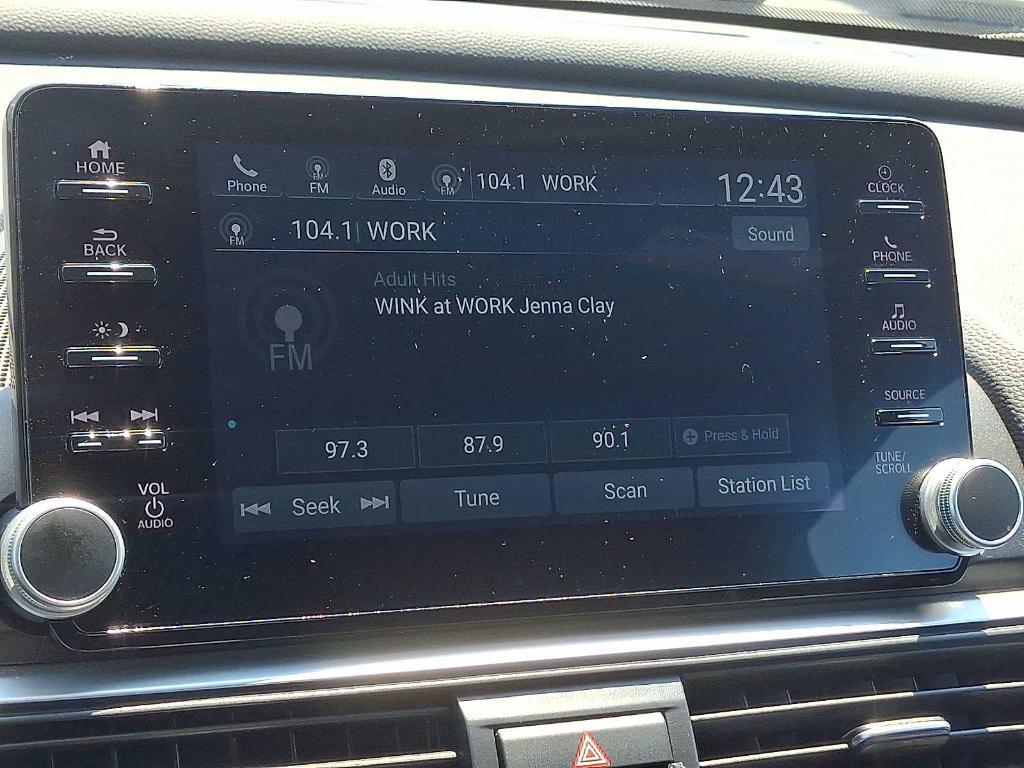 HOME
BACK
VOL
AUDIO
Phone
FM
Audio
FM
104.1 WORK
12:43
FM
104.1 WORK
Sound
ST
Adult Hits
WINK at WORK Jenna Clay
FM
97.3
87.9
90.1
Press & Hold
Seek
Tune
Scan
Station List
CLOCK
PHONE
AUDIO
SOURCE
TUNE/
SCROLL